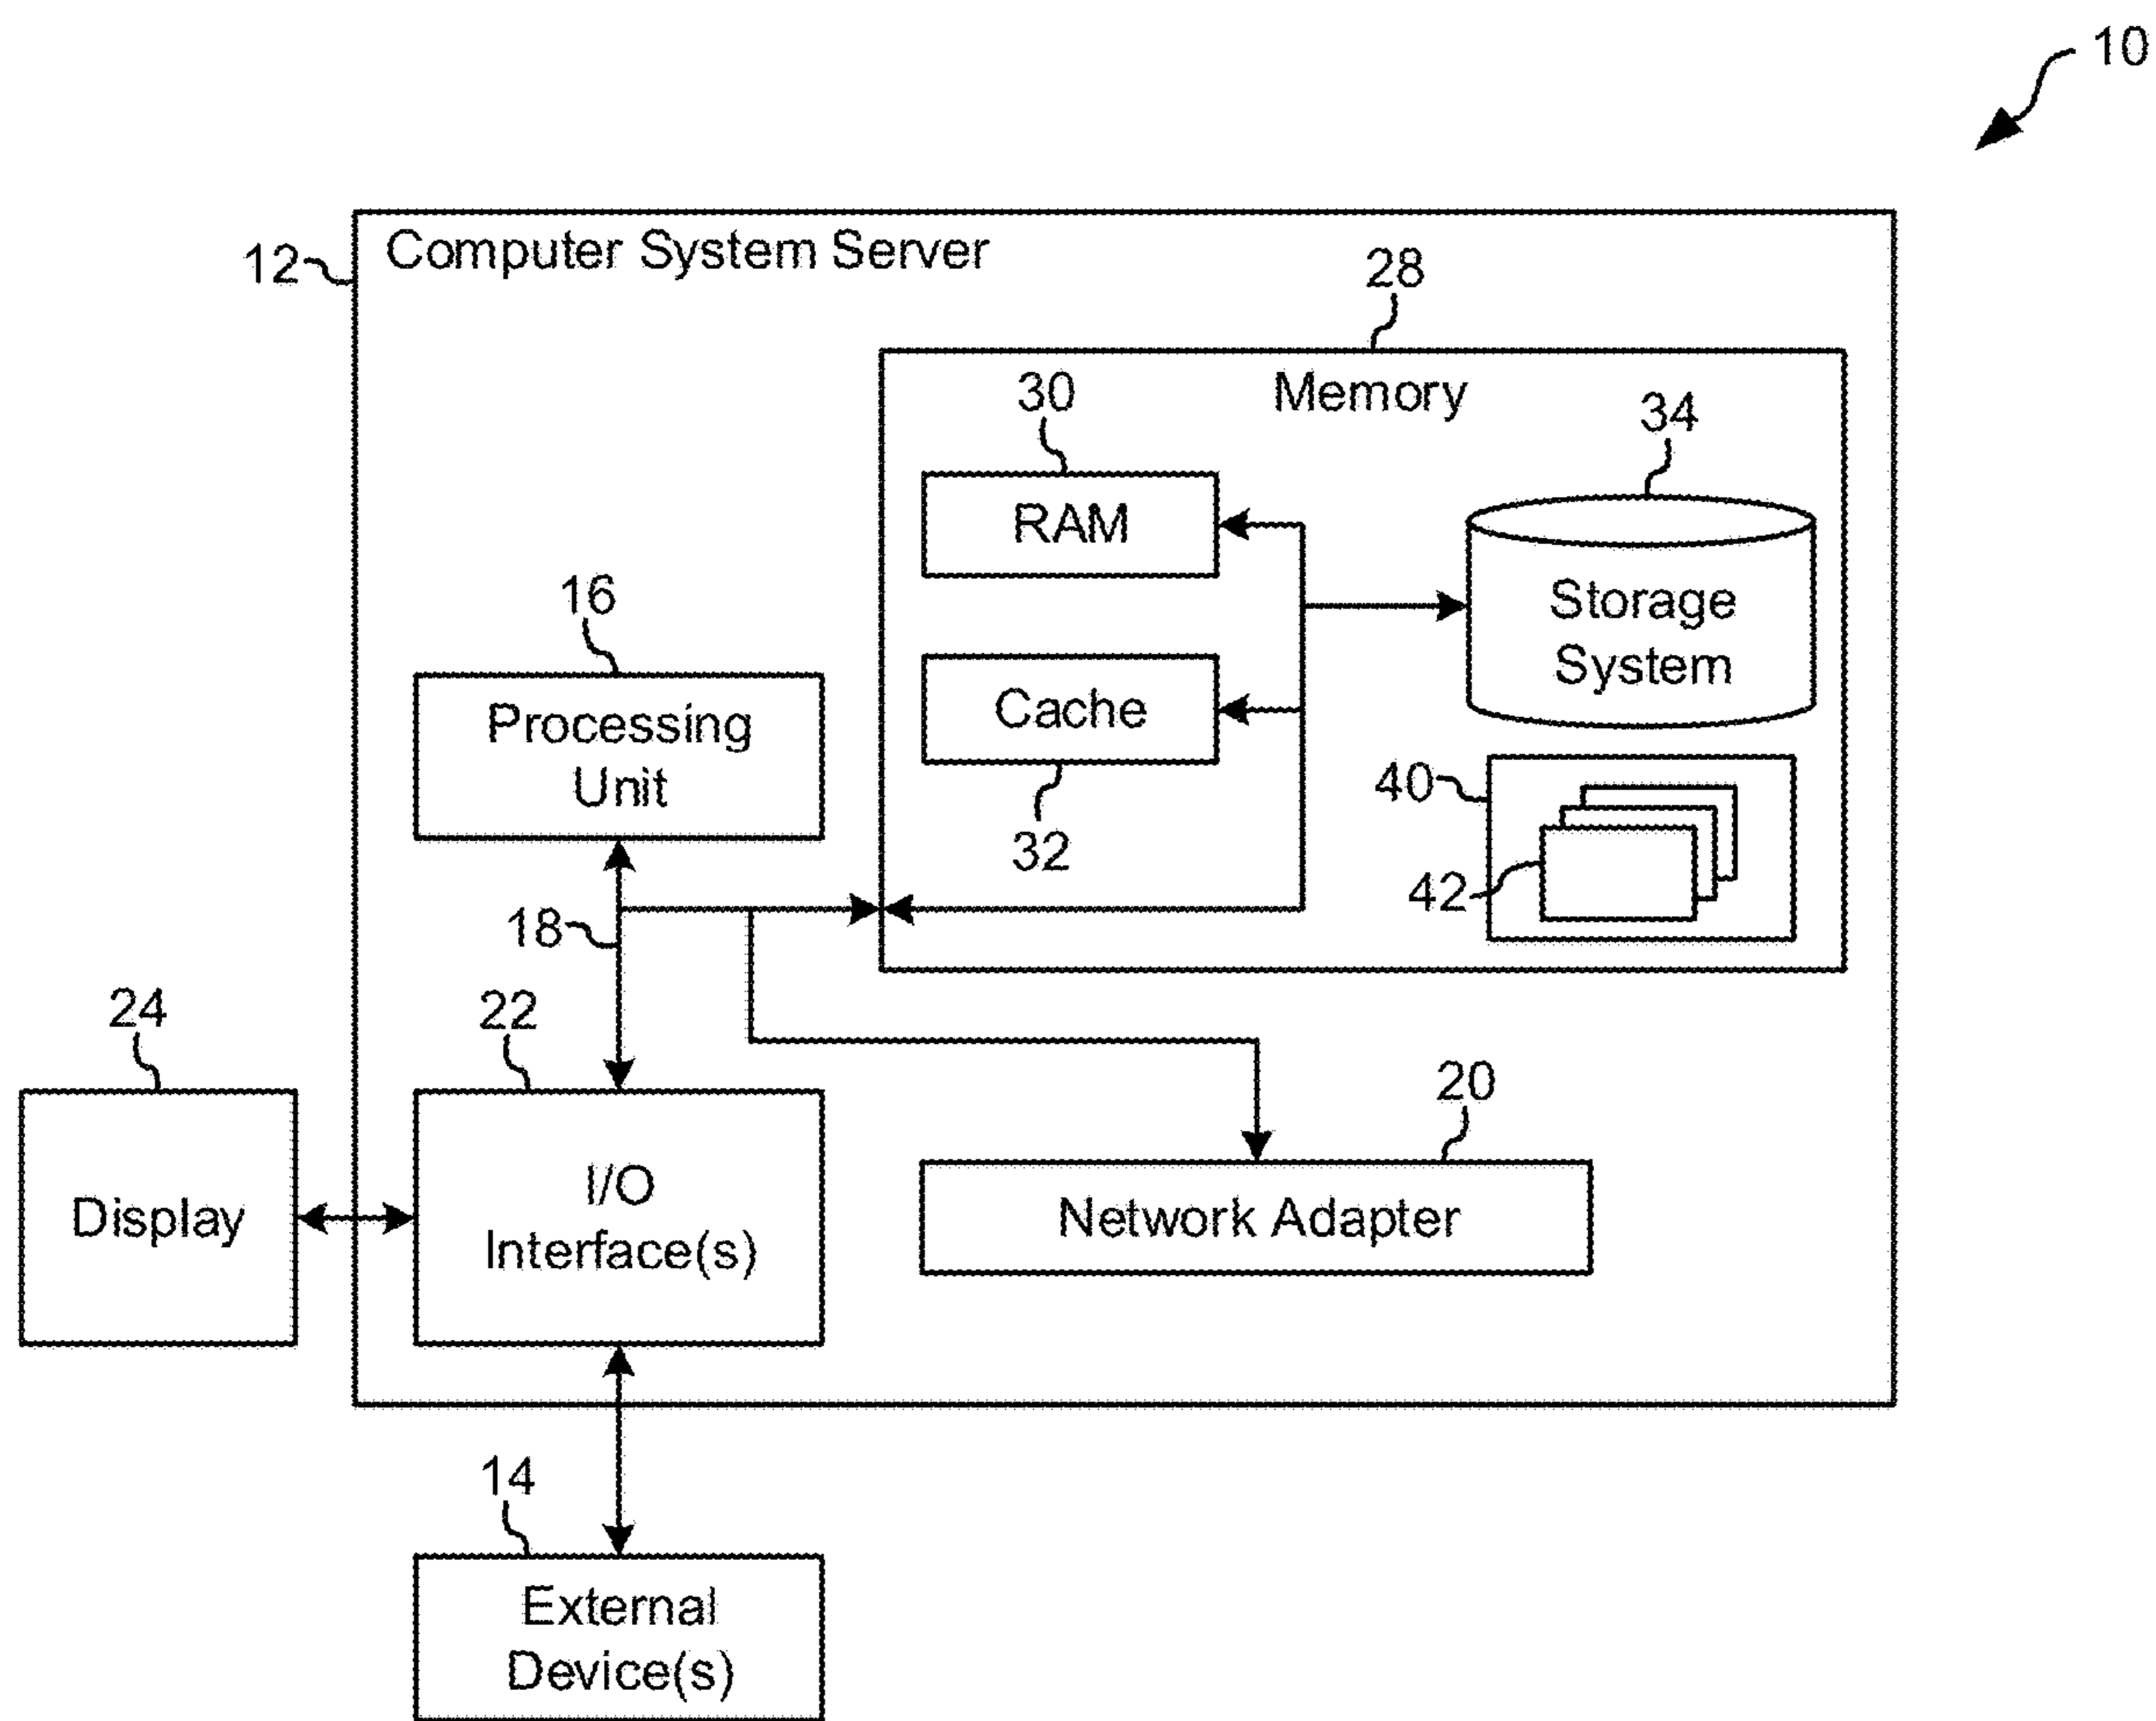 10
12
Computer System Server
28
Memory
30
RAM
34
Storage
System
16
Processing
Unit
Cache
32
40
42
18
24
Display
22
I/O
Interface(s)
20
Network Adapter
14
External
Device(s)